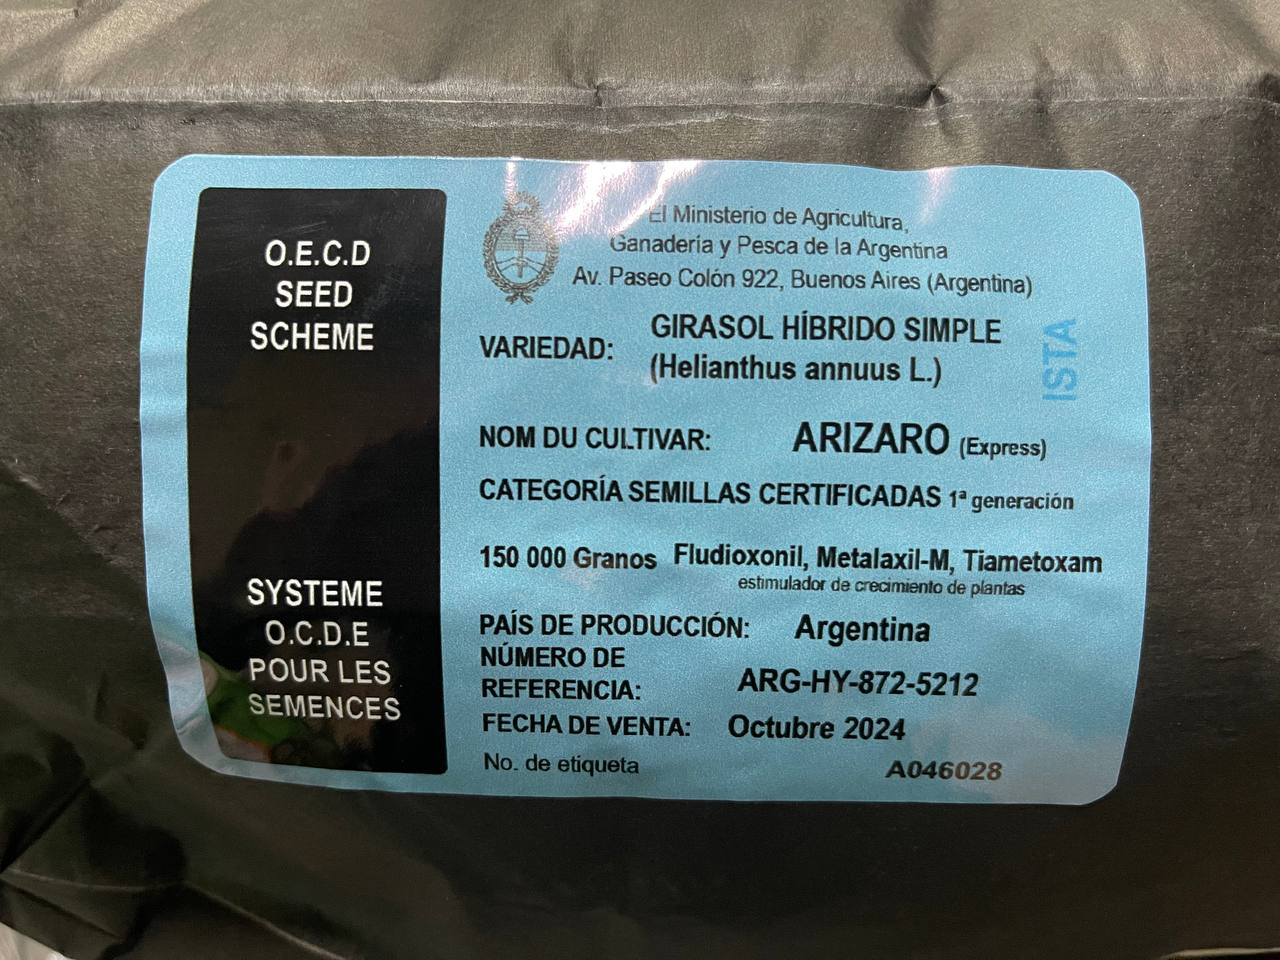 O.E.C.D
SEED
SCHEME
SYSTEME
O.C.D.E
POUR LES
SEMENCES
El Ministerio de Agricultura,
Ganadería y Pesca de la Argentina
Av. Paseo Colón 922, Buenos Aires (Argentina)
VARIEDAD: GIRASOL HÍBRIDO SIMPLE
(Helianthus annuus L.)
ISTA
NOM DU CULTIVAR: ARIZARO (Express)
CATEGORÍA SEMILLAS CERTIFICADAS 1ª generación
150 000 Granos Fludioxonil, Metalaxil-M, Tiametoxam
estimulador de crecimiento de plantas
PAÍS DE PRODUCCIÓN: Argentina
NÚMERO DE
REFERENCIA: ARG-HY-872-5212
FECHA DE VENTA: Octubre 2024
No. de etiqueta A046028